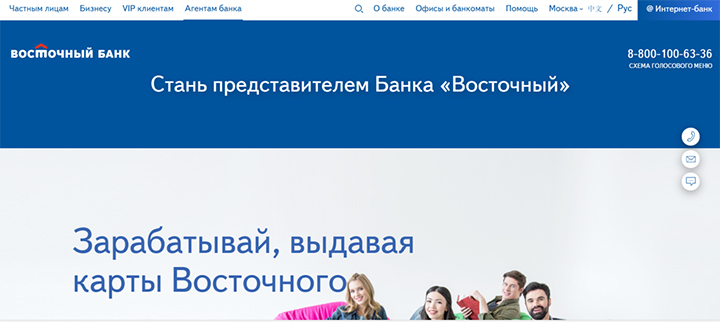 Частным лицам Бизнесу VIP клиентам Агентам банка О банке Офисы и банкоматы Помощь Москва 中文 / Рус @ Интернет-банк
ВОСТОЧНЫЙ БАНК
8-800-100-63-36
СХЕМА ГОЛОСОВОГО МЕНЮ
Стань представителем Банка «Восточный»
Зарабатывай, выдавая
карты Восточного